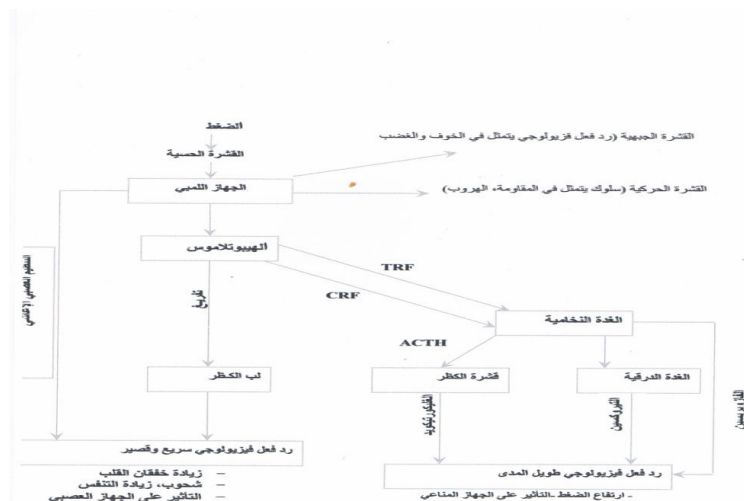 الضغط
القشرة الجبهية (رد فعل فزيولوجي يتمثل في الخوف والغضب
القشرة الحسية
الجهاز اللمبي
القشرة الحركية (سلوك يتمثل في المقاومة، الهروب)
الهيبوتلاموس
TRF
CRF
تفريغ
الغدة النخامية
ACTH
لب الكظر
قشرة الكظر
الغدة الدرقية
التيروكسين
رد فعل فيزيولوجي سريع وقصير
رد فعل فيزيولوجي طويل المدى
– زيادة خفقان القلب
– شحوب، زيادة التنفس
– التأثير على الجهاز العصبي
- ارتفاع الضغط -التأثير على الجهاز المناعي